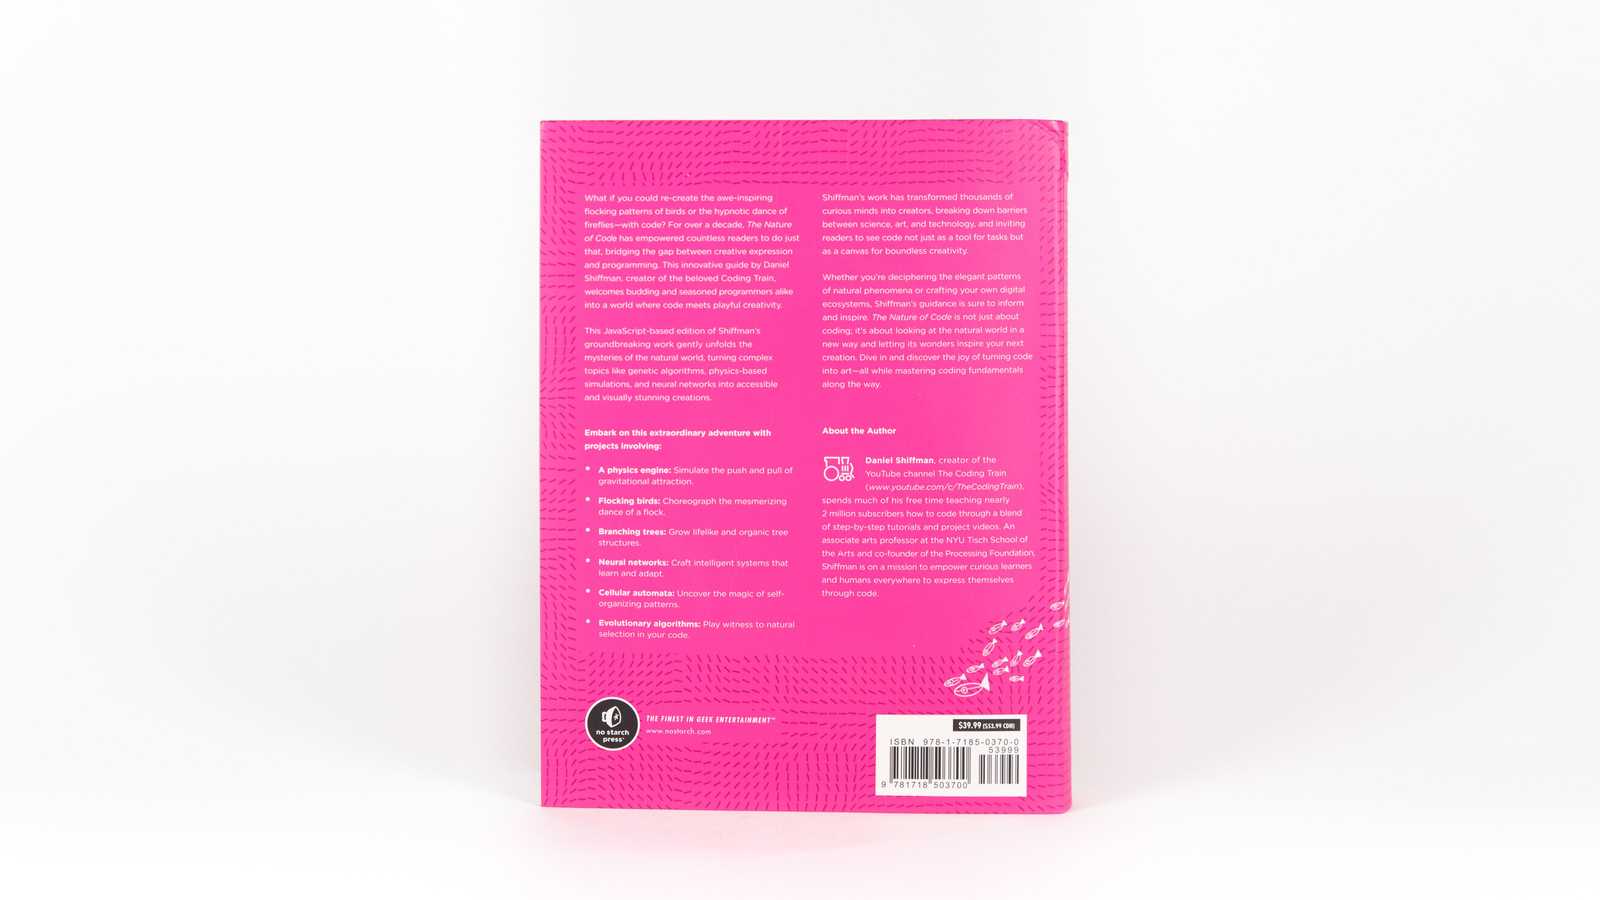 What if you could re-create the awe-inspiring
flocking patterns of birds or the hypnotic dance of
fireflies—with code? For over a decade, The Nature
of Code has empowered countless readers to do just
that, bridging the gap between creative expression
and programming. This innovative guide by Daniel
Shiffman, creator of the beloved Coding Train,
welcomes budding and seasoned programmers alike
into a world where code meets playful creativity.
This JavaScript-based edition of Shiffman's
groundbreaking work gently unfolds the
mysteries of the natural world, turning complex
topics like genetic algorithms, physics-based
simulations, and neural networks into accessible
and visually stunning creations.
Embark on this extraordinary adventure with
projects involving:
• A physics engine: Simulate the push and pull of
gravitational attraction.
• Flocking birds: Choreograph the mesmerizing
dance of a flock.
• Branching trees: Grow lifelike and organic tree
structures.
• Neural networks: Craft intelligent systems that
learn and adapt.
• Cellular automata: Uncover the magic of self-
organizing patterns.
• Evolutionary algorithms: Play witness to natural
selection in your code.
Shiffman's work has transformed thousands of
curious minds into creators, breaking down barriers
between science, art, and technology, and inviting
readers to see code not just as a tool for tasks but
as a canvas for boundless creativity.
Whether you're deciphering the elegant patterns
of natural phenomena or crafting your own digital
ecosystems, Shiffman's guidance is sure to inform
and inspire. The Nature of Code is not just about
coding; it's about looking at the natural world in a
new way and letting its wonders inspire your next
creation. Dive in and discover the joy of turning code
into art—all while mastering coding fundamentals
along the way.
About the Author
Daniel Shiffman, creator of the
YouTube channel The Coding Train
(www.youtube.com/c/TheCodingTrain),
spends much of his free time teaching nearly
2 million subscribers how to code through a blend
of step-by-step tutorials and project videos. An
associate arts professor at the NYU Tisch School of
the Arts and co-founder of the Processing Foundation,
Shiffman is on a mission to empower curious learners
and humans everywhere to express themselves
through code.
no starch
press®
THE FINEST IN GEEK ENTERTAINMENT™
www.nostarch.com
$39.99 ($53.99 CDN)
ISBN 978-1-7185-0370-0
53999
9 781718 503700